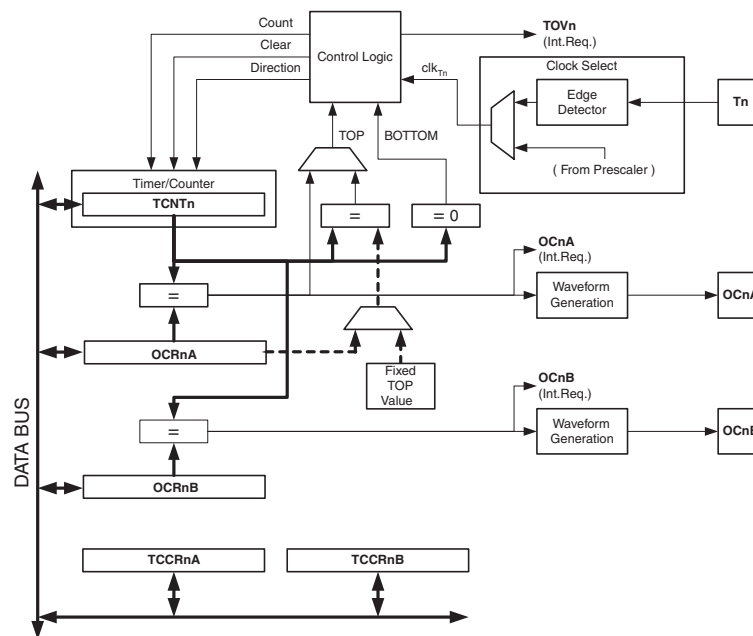 Count
Clear
Direction
Control Logic
TOVn
(Int.Req.)
clkTn
Clock Select
Edge
Detector
Tn
( From Prescaler )
TOP
BOTTOM
Timer/Counter
TCNTn
=
= 0
OCnA
(Int.Req.)
=
Waveform
Generation
OCnA
OCRnA
Fixed
TOP
Value
OCnB
(Int.Req.)
=
Waveform
Generation
OCnB
OCRnB
DATA BUS
TCCRnA
TCCRnB